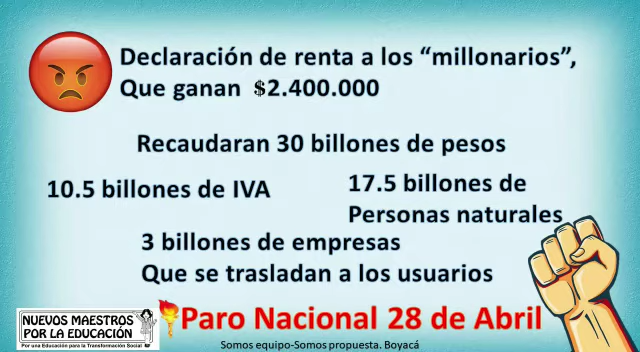 Declaración de renta a los “millonarios”,
Que ganan $2.400.000
Recaudaran 30 billones de pesos
10.5 billones de IVA
17.5 billones de
Personas naturales
3 billones de empresas
Que se trasladan a los usuarios
Paro Nacional 28 de Abril
NUEVOS MAESTROS
POR LA EDUCACIÓN
Por una Educación para la Transformación Social
Somos equipo-Somos propuesta. Boyacá